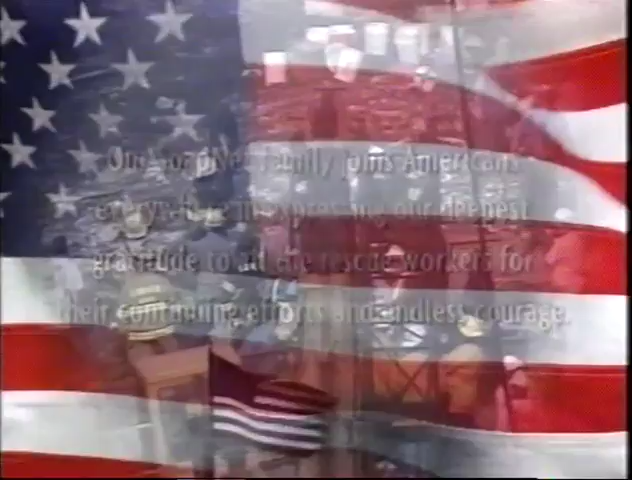 family joins Americans
everywhere in expressing our deepest
gratitude to all the rescue workers for
their continuing efforts and endless courage.